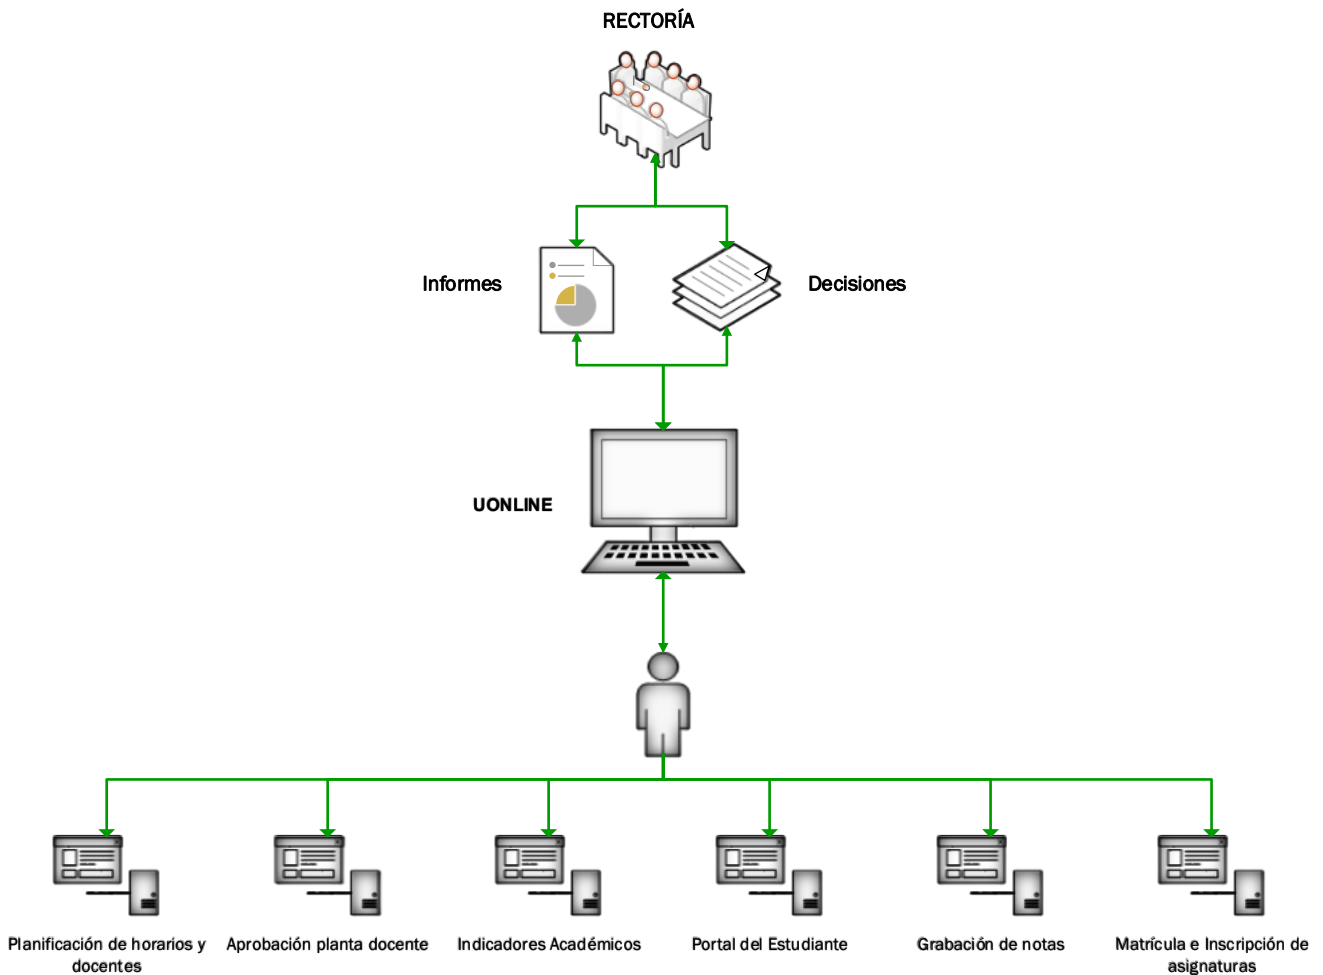 RECTORÍA
Informes
Decisiones
UONLINE
Planificación de horarios y
docentes
Aprobación planta docente
Indicadores Académicos
Portal del Estudiante
Grabación de notas
Matrícula e Inscripción de
asignaturas